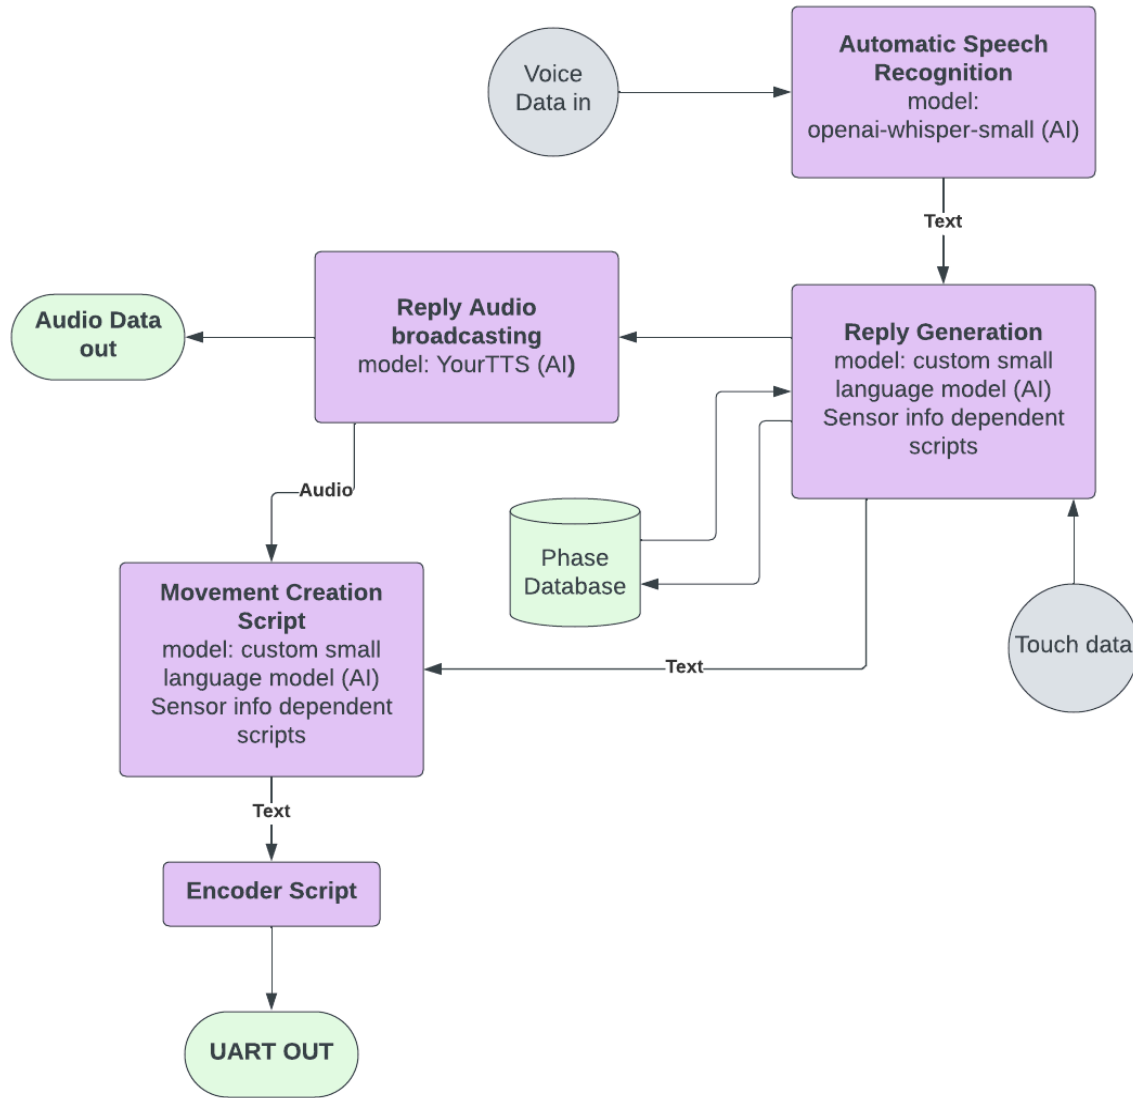 Voice
Data in
Automatic Speech
Recognition
model:
openai-whisper-small (AI)
Text
Audio Data
out
Reply Audio
broadcasting
model: YourTTS (AI)
Reply Generation
model: custom small
language model (AI)
Sensor info dependent
scripts
Audio
Phase
Database
Movement Creation
Script
model: custom small
language model (AI)
Sensor info dependent
scripts
Text
Touch data
Text
Encoder Script
UART OUT